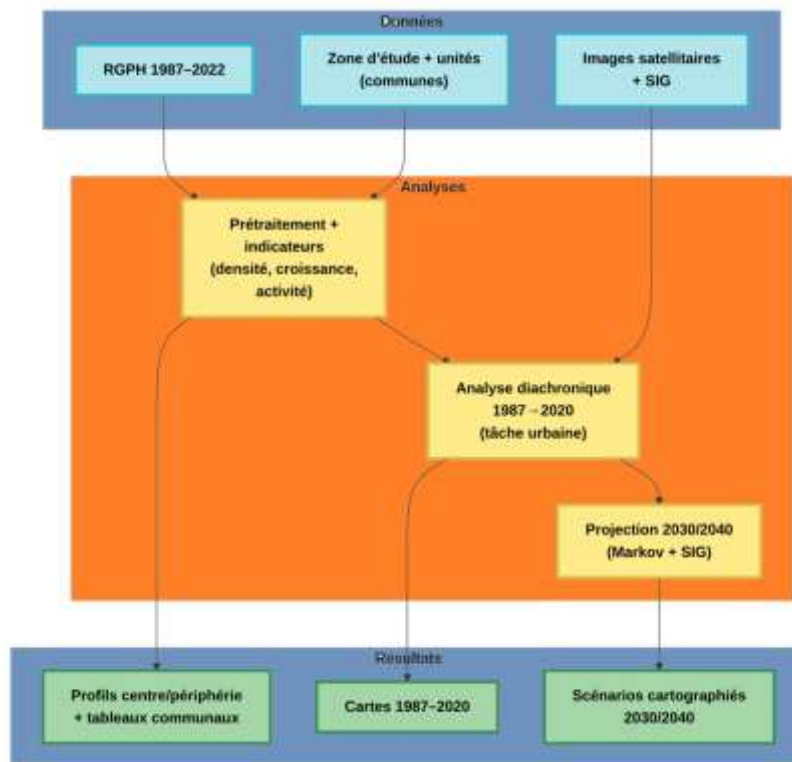 Données
RGPH 1987–2022
Zone d'étude + unités
(communes)
Images satellitaires
+ SIG
Analyses
Prétraitement +
indicateurs
(densité, croissance,
activité)
Analyse diachronique
1987→2020
(tâche urbaine)
Projection 2030/2040
(Markov + SIG)
Résultats
Profils centre/périphérie
+ tableaux communaux
Cartes 1987–2020
Scénarios cartographiés
2030/2040